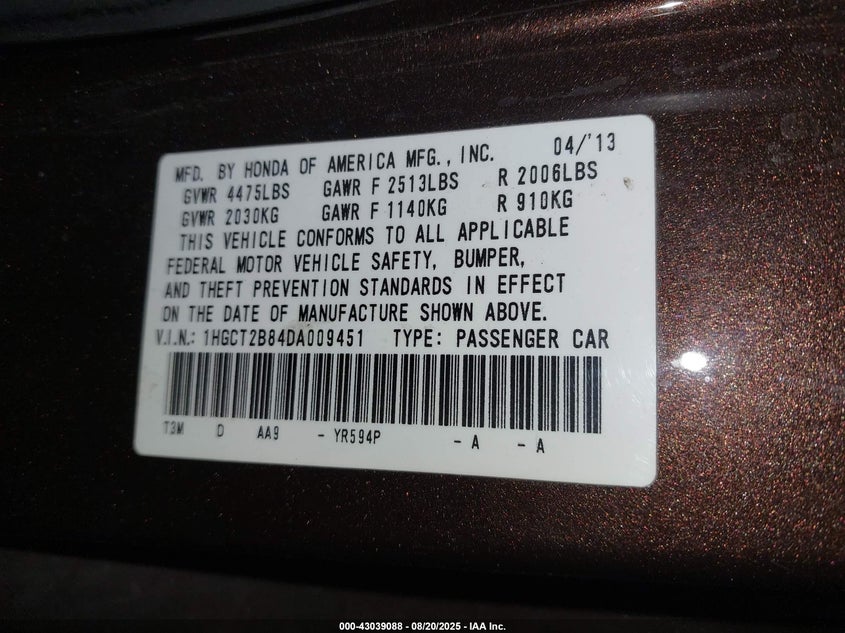 MFD. BY HONDA OF AMERICA MFG., INC. 04/'13
GVWR 4475LBS GAWR F 2513LBS R 2006LBS
GVWR 2030KG GAWR F 1140KG R 910KG
THIS VEHICLE CONFORMS TO ALL APPLICABLE
FEDERAL MOTOR VEHICLE SAFETY, BUMPER,
AND THEFT PREVENTION STANDARDS IN EFFECT
ON THE DATE OF MANUFACTURE SHOWN ABOVE.
V.I.N.: 1HGCT2B84DA009451 TYPE: PASSENGER CAR
T3M D AA9 - YR594P - A - A
000-43039088 - 08/20/2025 - IAA Inc.